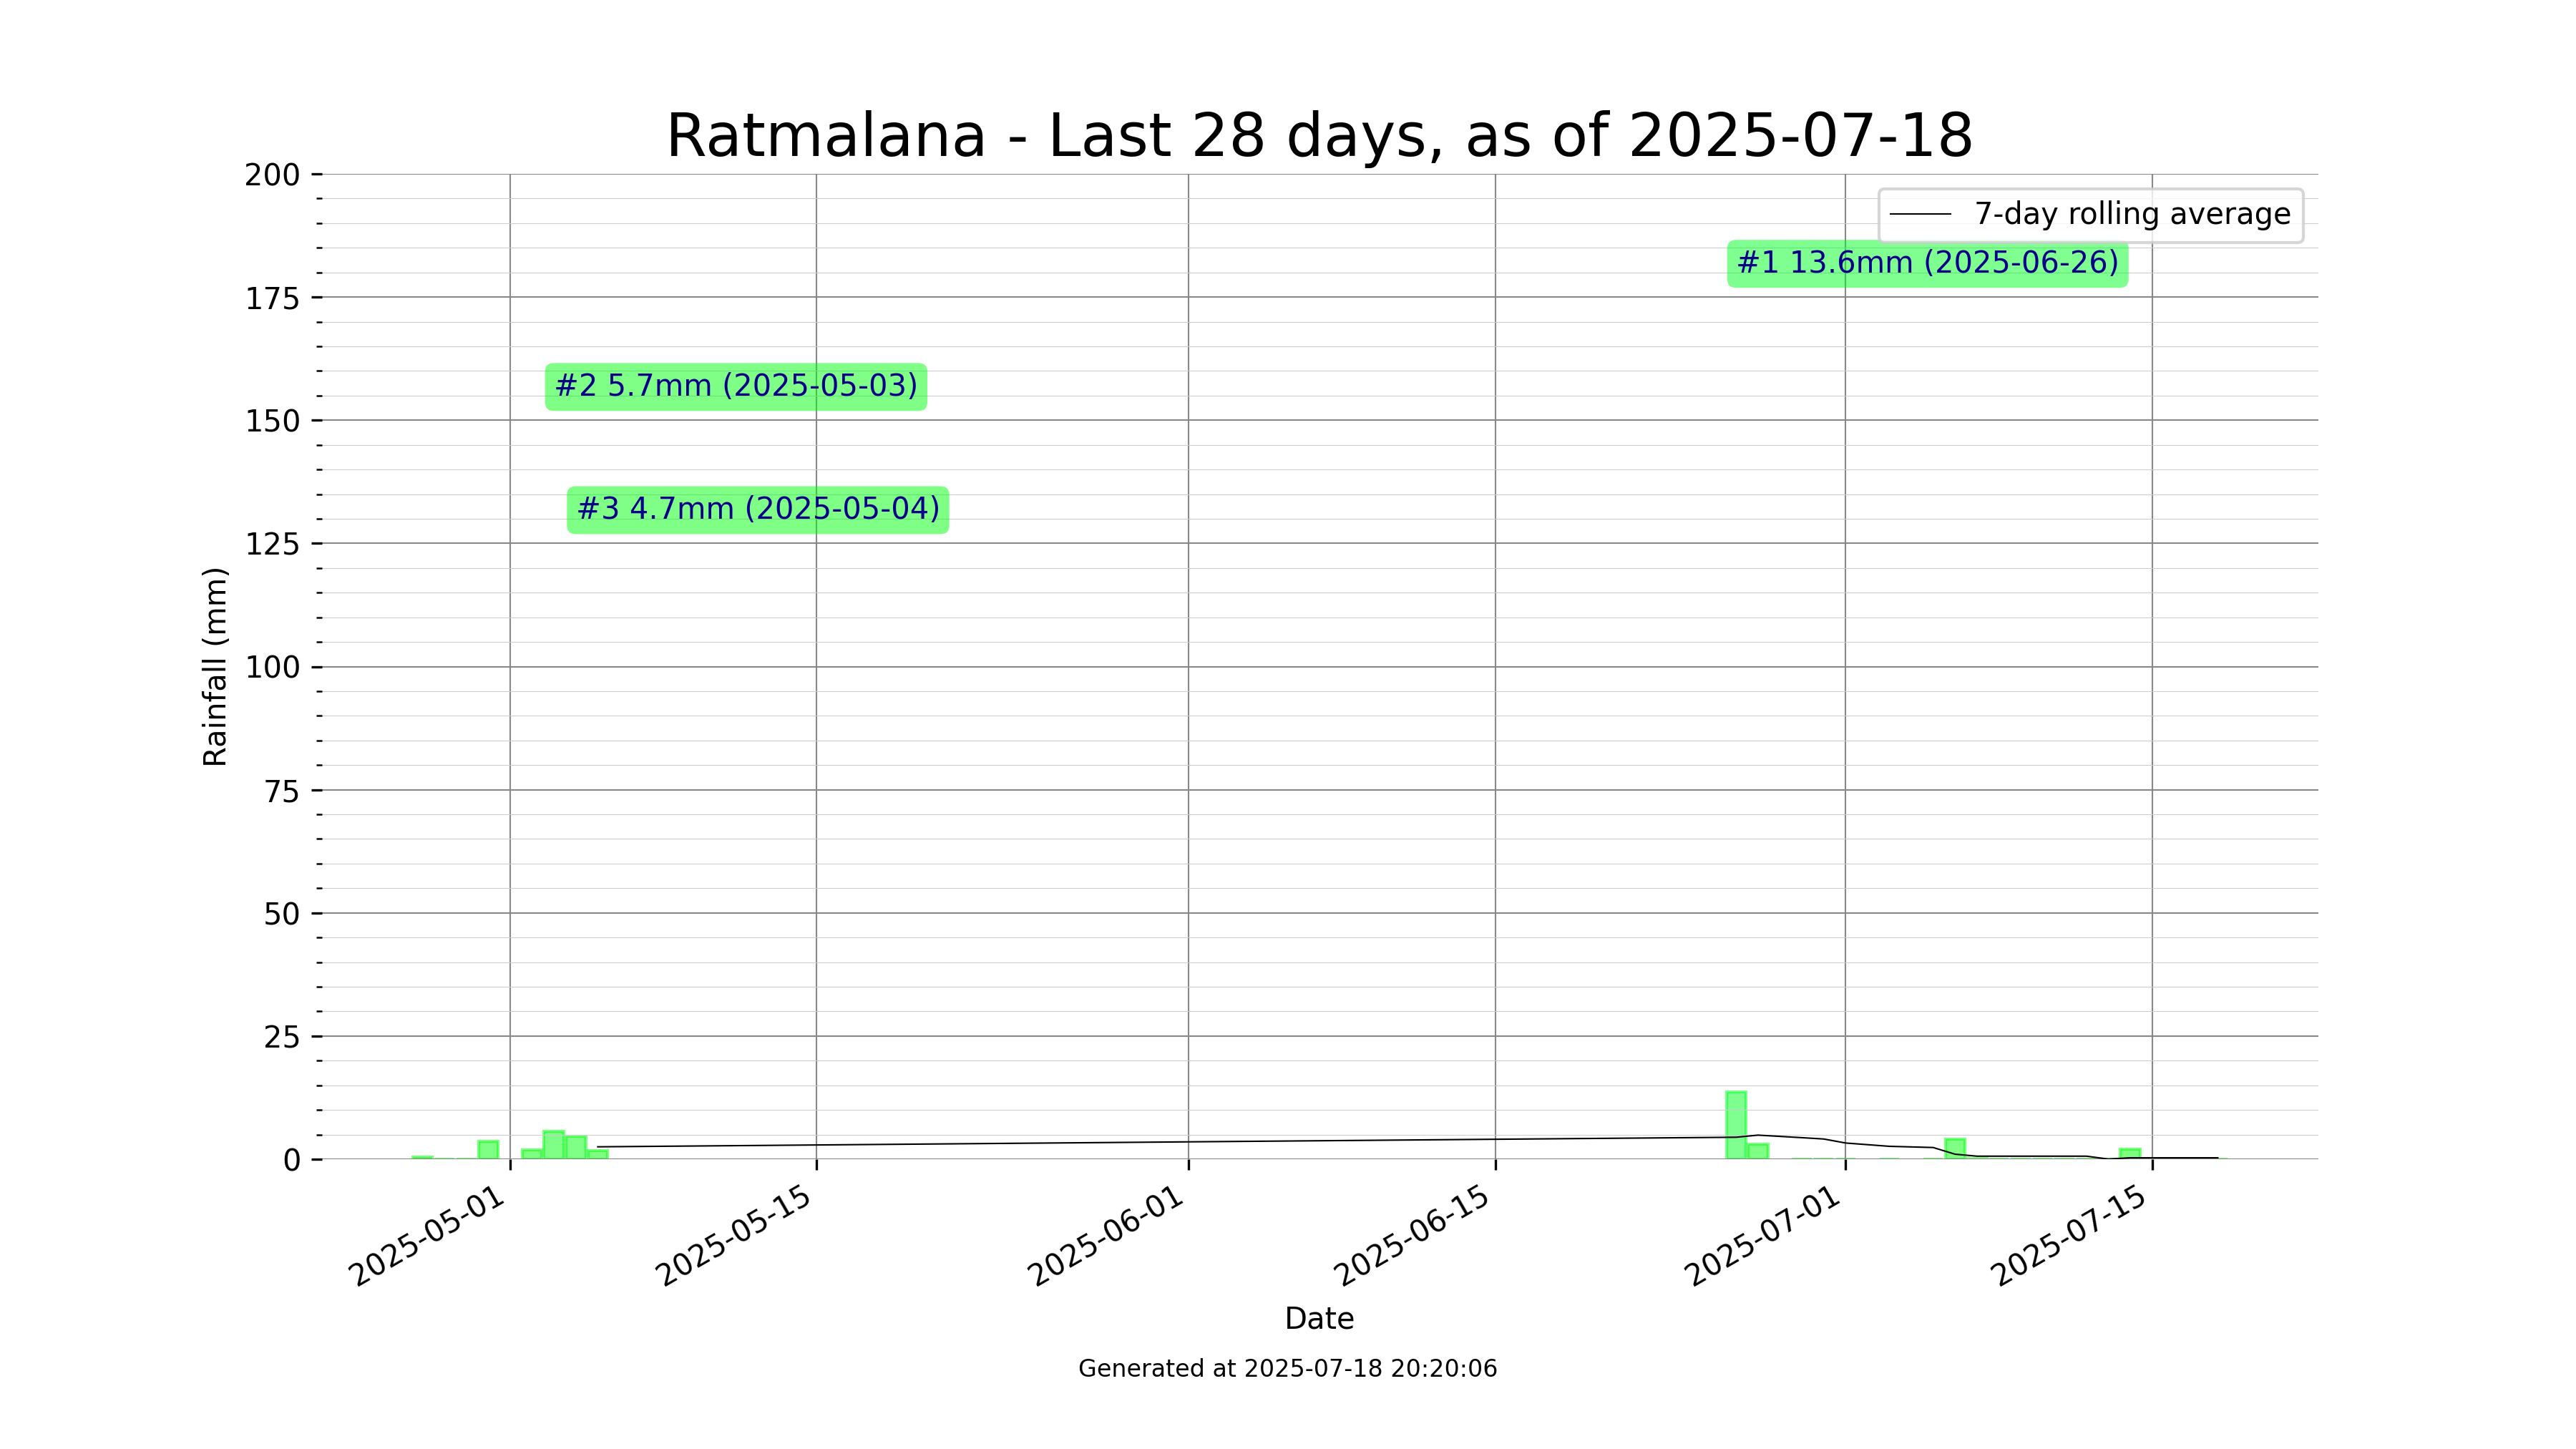 Ratmalana - Last 28 days, as of 2025-07-18
200
175
150
125
100
75
50
25
0
Rainfall (mm)
7-day rolling average
#1 13.6mm (2025-06-26)
#2 5.7mm (2025-05-03)
#3 4.7mm (2025-05-04)
2025-05-01
2025-05-15
2025-06-01
2025-06-15
2025-07-01
2025-07-15
Date
Generated at 2025-07-18 20:20:06